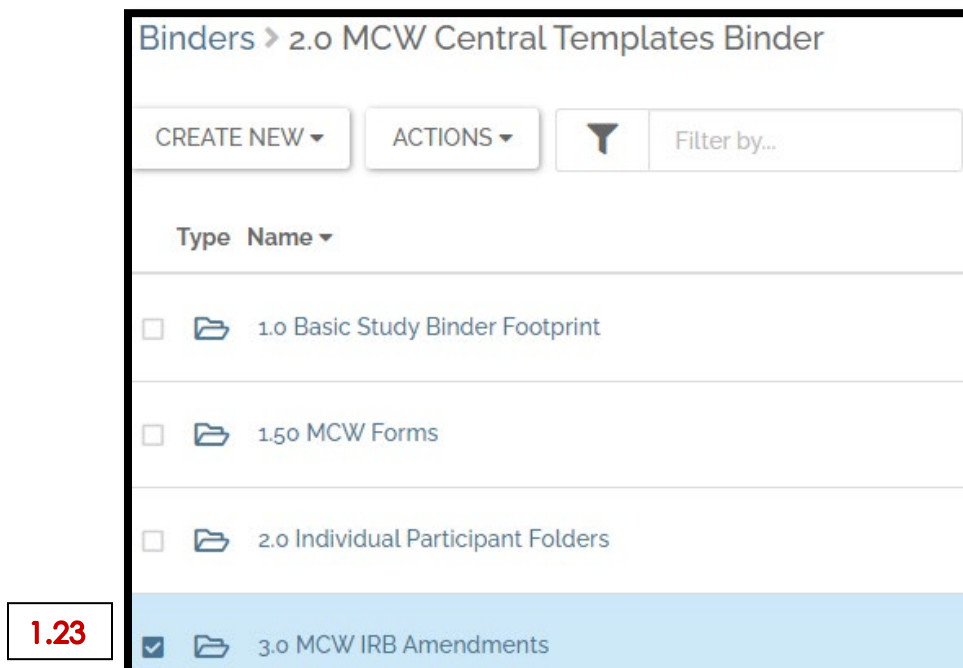 Binders > 2.0 MCW Central Templates Binder
CREATE NEW ACTIONS Filter by...
Type Name
1.0 Basic Study Binder Footprint
1.50 MCW Forms
2.0 Individual Participant Folders
1.23 3.0 MCW IRB Amendments